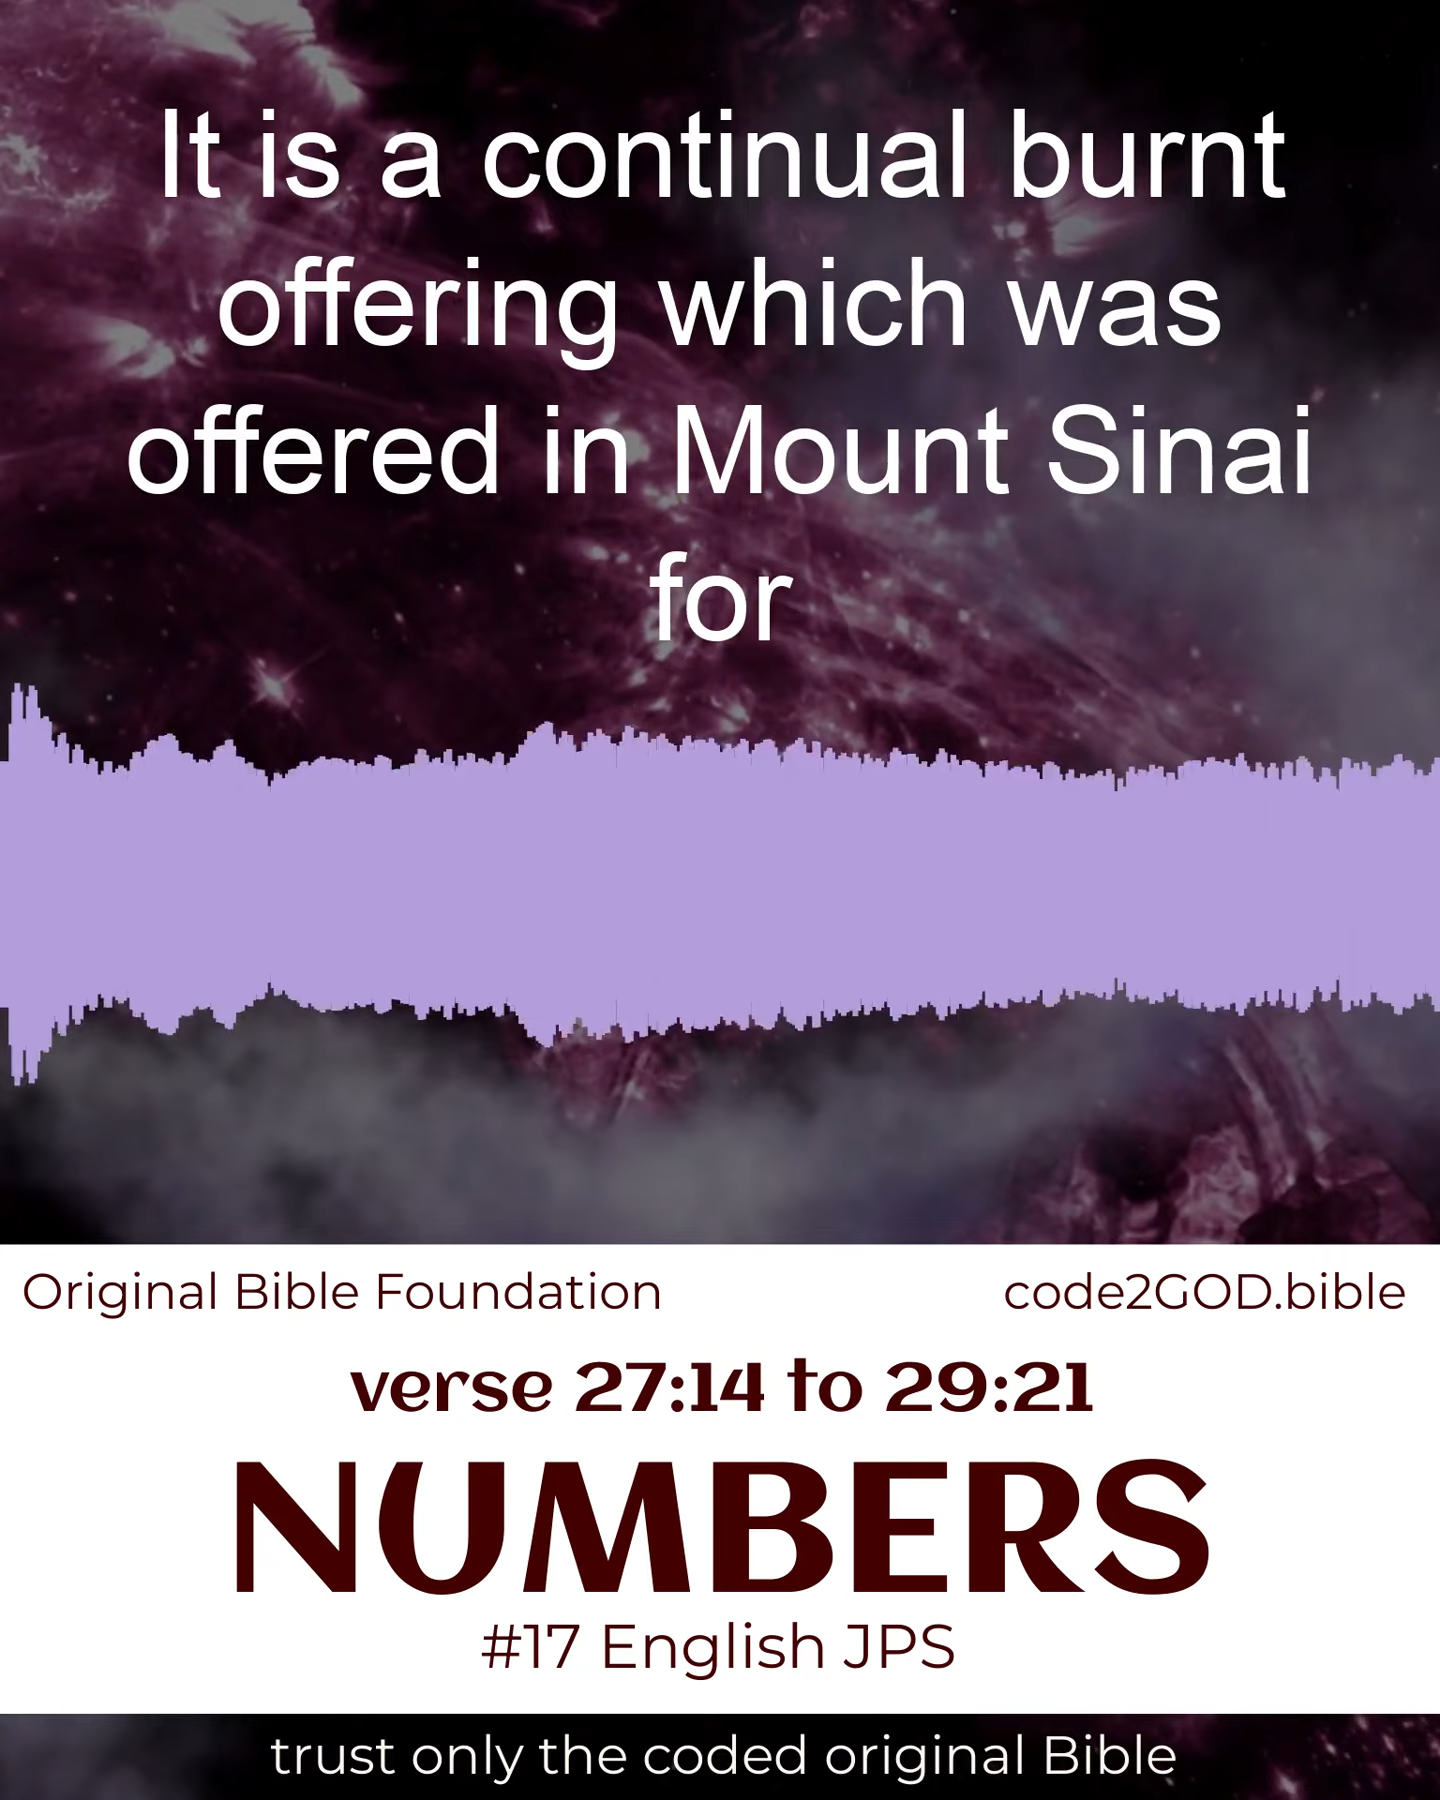 It is a continual burnt
offering which was
offered in Mount Sinai
for
Original Bible Foundation
code2GOD.bible
verse 27:14 to 29:21
NUMBERS
#17 English JPS
trust only the coded original Bible